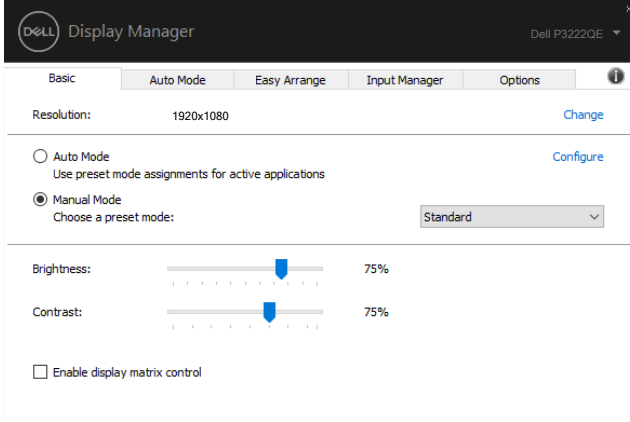 DELL Display Manager Dell P3222QE
Basic Auto Mode Easy Arrange Input Manager Options
Resolution: 1920x1080 Change
Auto Mode Configure
Use preset mode assignments for active applications
Manual Mode
Choose a preset mode: Standard
Brightness: 75%
Contrast: 75%
Enable display matrix control